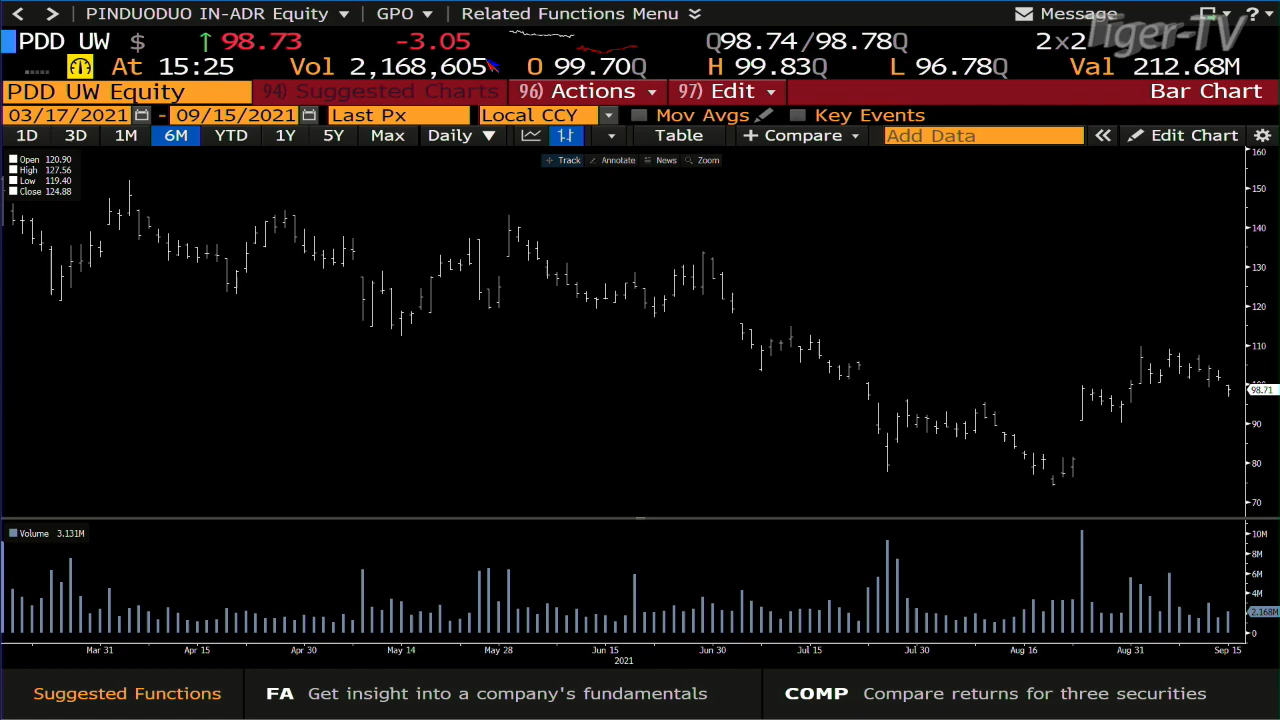 PINDUODUO IN-ADR Equity GPO Related Functions Menu Message ?
Tiger-TV
PDD UW $ ↑ 98.73 -3.05 Q98.74/98.78Q 2×2
At 15:25 Vol 2,168,605 O 99.70Q H 99.83Q L 96.78Q Val 212.68M
PDD UW Equity 94) Suggested Charts 96) Actions 97) Edit Bar Chart
03/17/2021 - 09/15/2021 Last Px Local CCY Mov Avgs Key Events
1D 3D 1M 6M YTD 1Y 5Y Max Daily ▼ Table + Compare Add Data « Edit Chart
Track Annotate News Zoom
Open 120.90
High 127.56
Low 119.40
Close 124.88
160
150
140
130
120
110
98.71
90
80
70
Volume 3.131M
10M
8M
6M
4M
2.168M
0
Mar 31 Apr 15 Apr 30 May 14 May 28 Jun 15 Jun 30 Jul 15 Jul 30 Aug 16 Aug 31 Sep 15
2021
Suggested Functions FA Get insight into a company's fundamentals COMP Compare returns for three securities